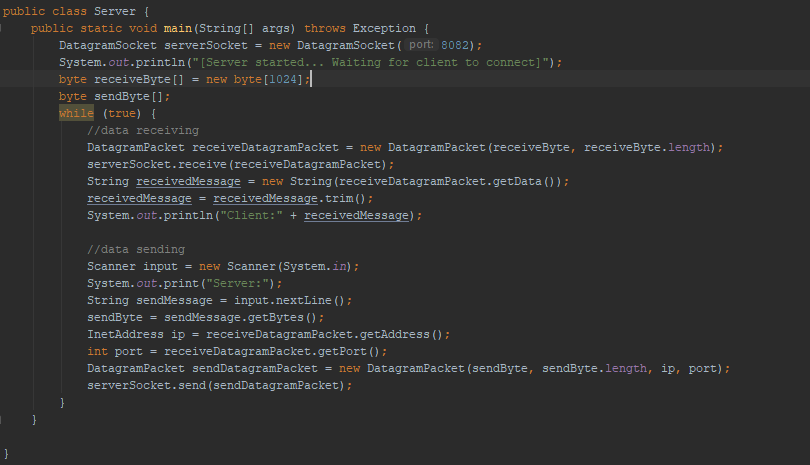 public class Server {
    public static void main(String[] args) throws Exception {
        DatagramSocket serverSocket = new DatagramSocket( port: 8082);
        System.out.println("[Server started... Waiting for client to connect]");
        byte receiveByte[] = new byte[1024];
        byte sendByte[];
        while (true) {
            //data receiving
            DatagramPacket receiveDatagramPacket = new DatagramPacket(receiveByte, receiveByte.length);
            serverSocket.receive(receiveDatagramPacket);
            String receivedMessage = new String(receiveDatagramPacket.getData());
            receivedMessage = receivedMessage.trim();
            System.out.println("Client:" + receivedMessage);

            //data sending
            Scanner input = new Scanner(System.in);
            System.out.print("Server:");
            String sendMessage = input.nextLine();
            sendByte = sendMessage.getBytes();
            InetAddress ip = receiveDatagramPacket.getAddress();
            int port = receiveDatagramPacket.getPort();
            DatagramPacket sendDatagramPacket = new DatagramPacket(sendByte, sendByte.length, ip, port);
            serverSocket.send(sendDatagramPacket);
        }
    }

}